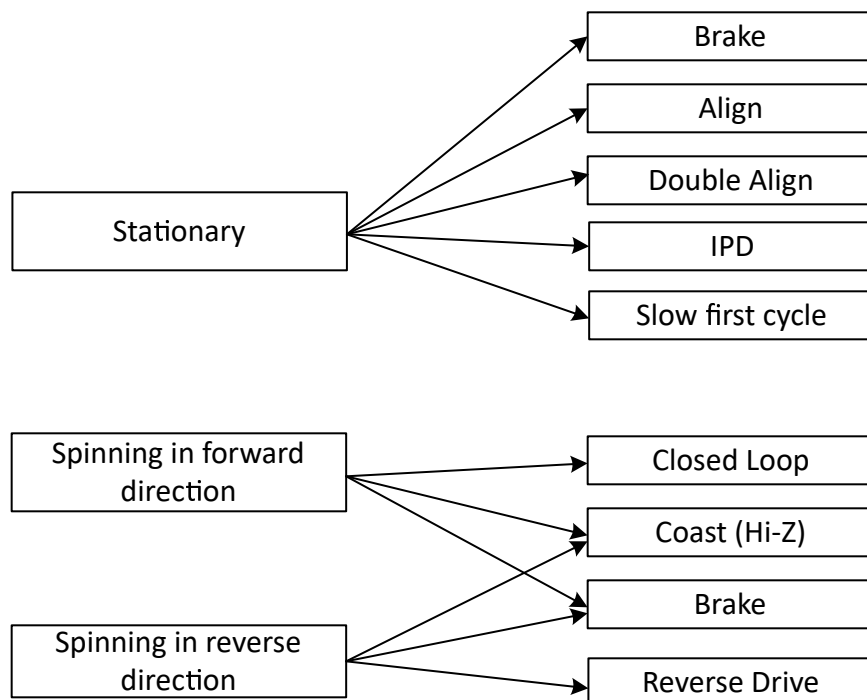 Brake
Align
Double Align
Stationary
IPD
Slow first cycle
Spinning in forward
direction
Closed Loop
Coast (Hi-Z)
Brake
Spinning in reverse
direction
Reverse Drive